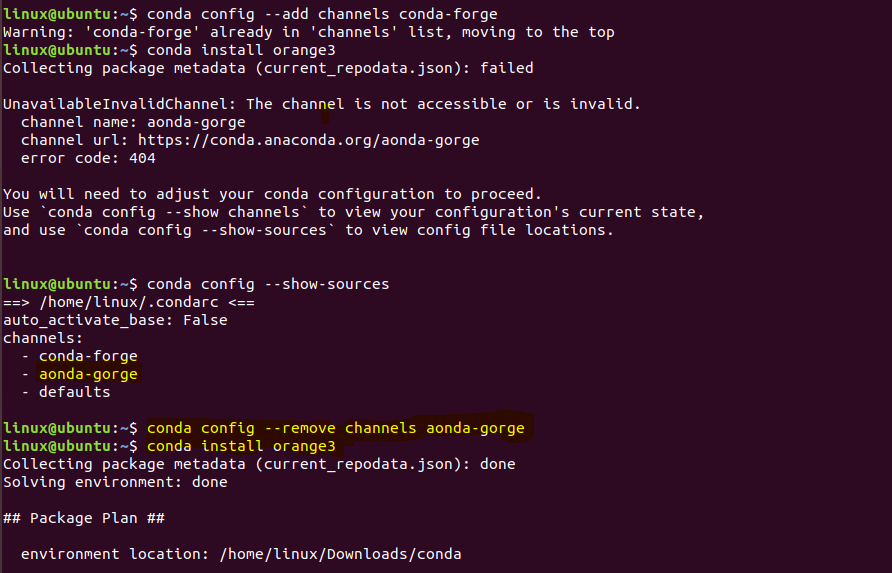 linux@ubuntu:~$ conda config --add channels conda-forge
Warning: 'conda-forge' already in 'channels' list, moving to the top
linux@ubuntu:~$ conda install orange3
Collecting package metadata (current_repodata.json): failed
UnavailableInvalidChannel: The channel is not accessible or is invalid.
  channel name: aonda-gorge
  channel url: https://conda.anaconda.org/aonda-gorge
  error code: 404
You will need to adjust your conda configuration to proceed.
Use `conda config --show channels` to view your configuration's current state,
and use `conda config --show-sources` to view config file locations.
linux@ubuntu:~$ conda config --show-sources
==> /home/linux/.condarc <==
auto_activate_base: False
channels:
  - conda-forge
  - aonda-gorge
  - defaults
linux@ubuntu:~$ conda config --remove channels aonda-gorge
linux@ubuntu:~$ conda install orange3
Collecting package metadata (current_repodata.json): done
Solving environment: done
## Package Plan ##
  environment location: /home/linux/Downloads/conda